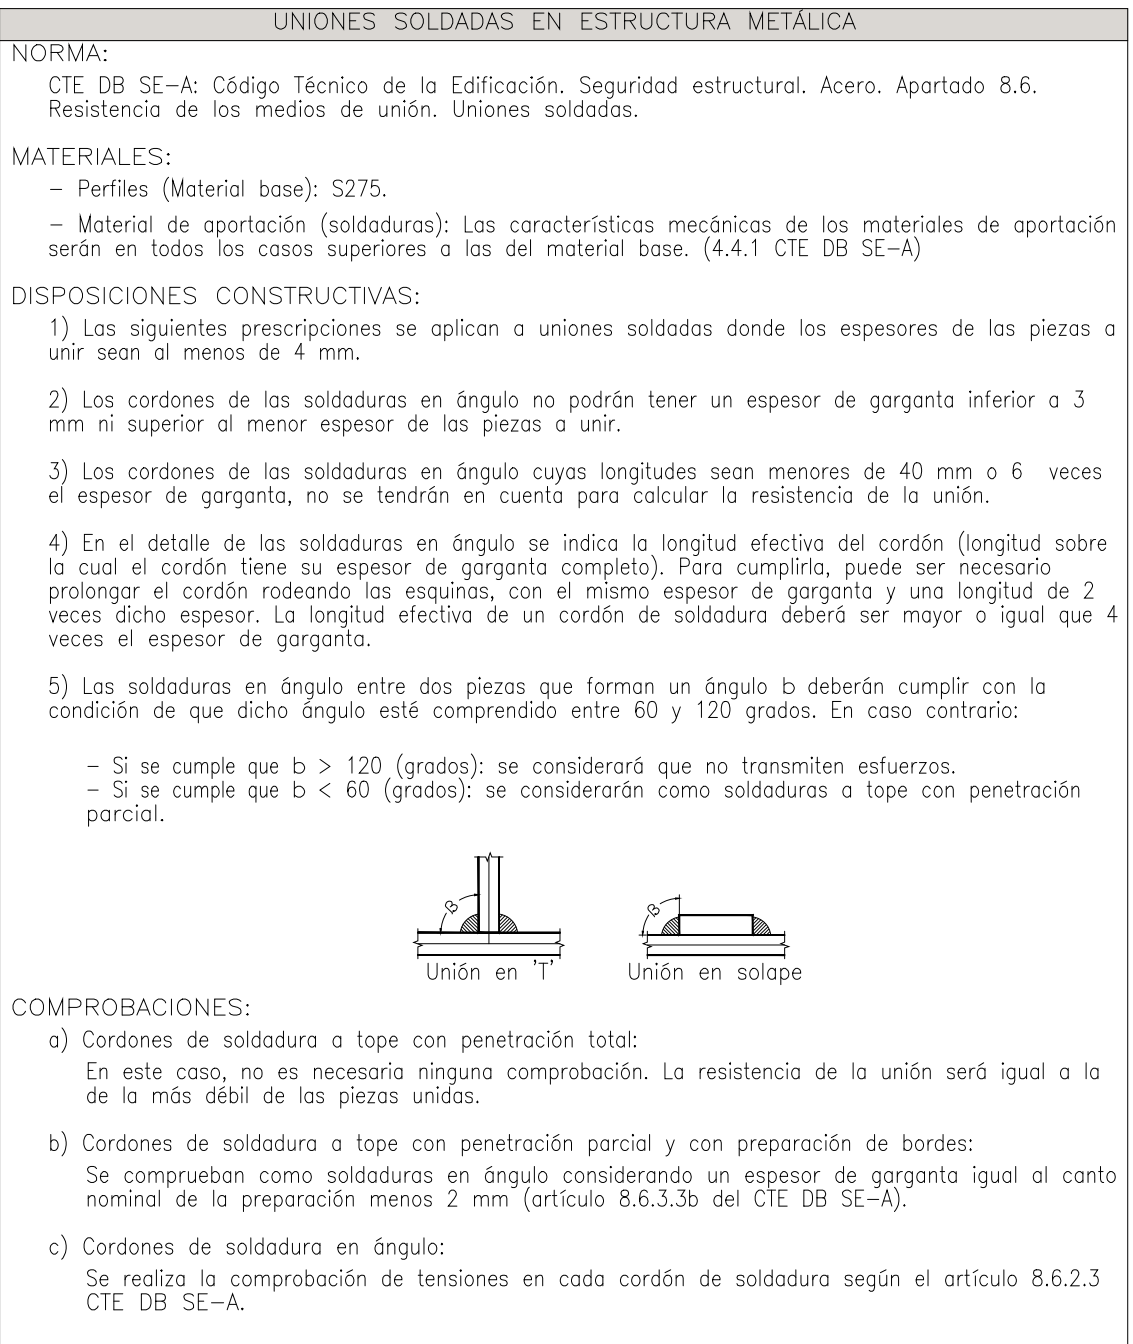 UNIONES SOLDADAS EN ESTRUCTURA METÁLICA
NORMA:
CTE DB SE-A: Código Técnico de la Edificación. Seguridad estructural. Acero. Apartado 8.6.
Resistencia de los medios de unión. Uniones soldadas.
MATERIALES:
- Perfiles (Material base): S275.
- Material de aportación (soldaduras): Las características mecánicas de los materiales de aportación
serán en todos los casos superiores a las del material base. (4.4.1 CTE DB SE-A)
DISPOSICIONES CONSTRUCTIVAS:
1) Las siguientes prescripciones se aplican a uniones soldadas donde los espesores de las piezas a
unir sean al menos de 4 mm.
2) Los cordones de las soldaduras en ángulo no podrán tener un espesor de garganta inferior a 3
mm ni superior al menor espesor de las piezas a unir.
3) Los cordones de las soldaduras en ángulo cuyas longitudes sean menores de 40 mm o 6 veces
el espesor de garganta, no se tendrán en cuenta para calcular la resistencia de la unión.
4) En el detalle de las soldaduras en ángulo se indica la longitud efectiva del cordón (longitud sobre
la cual el cordón tiene su espesor de garganta completo). Para cumplirla, puede ser necesario
prolongar el cordón rodeando las esquinas, con el mismo espesor de garganta y una longitud de 2
veces dicho espesor. La longitud efectiva de un cordón de soldadura deberá ser mayor o igual que 4
veces el espesor de garganta.
5) Las soldaduras en ángulo entre dos piezas que forman un ángulo b deberán cumplir con la
condición de que dicho ángulo esté comprendido entre 60 y 120 grados. En caso contrario:
- Si se cumple que b > 120 (grados): se considerará que no transmiten esfuerzos.
- Si se cumple que b < 60 (grados): se considerarán como soldaduras a tope con penetración
parcial.
β
β
Unión en 'T'
Unión en solape
COMPROBACIONES:
a) Cordones de soldadura a tope con penetración total:
En este caso, no es necesaria ninguna comprobación. La resistencia de la unión será igual a la
de la más débil de las piezas unidas.
b) Cordones de soldadura a tope con penetración parcial y con preparación de bordes:
Se comprueban como soldaduras en ángulo considerando un espesor de garganta igual al canto
nominal de la preparación menos 2 mm (artículo 8.6.3.3b del CTE DB SE-A).
c) Cordones de soldadura en ángulo:
Se realiza la comprobación de tensiones en cada cordón de soldadura según el artículo 8.6.2.3
CTE DB SE-A.